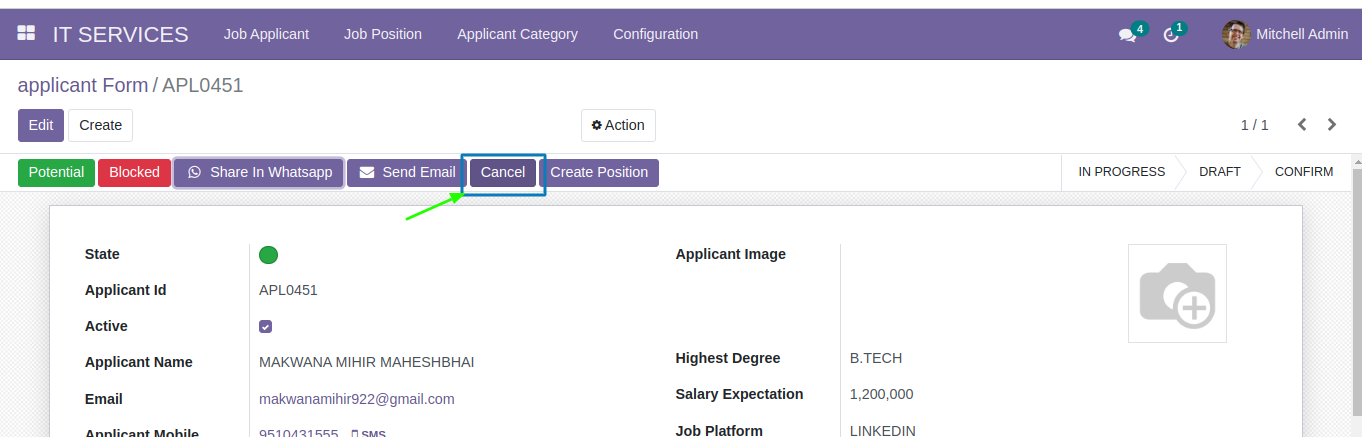 IT SERVICES Job Applicant Job Position Applicant Category Configuration 4 1 Mitchell Admin
applicant Form / APL0451
Edit Create Action 1 / 1
Potential Blocked Share In Whatsapp Send Email Cancel Create Position IN PROGRESS DRAFT CONFIRM
State Applicant Image
Applicant Id APL0451
Active
Applicant Name MAKWANA MIHIR MAHESHBHAI Highest Degree B.TECH
Email makwanamihir922@gmail.com Salary Expectation 1,200,000
Applicant Mobile 9510431555 SMS Job Platform LINKEDIN